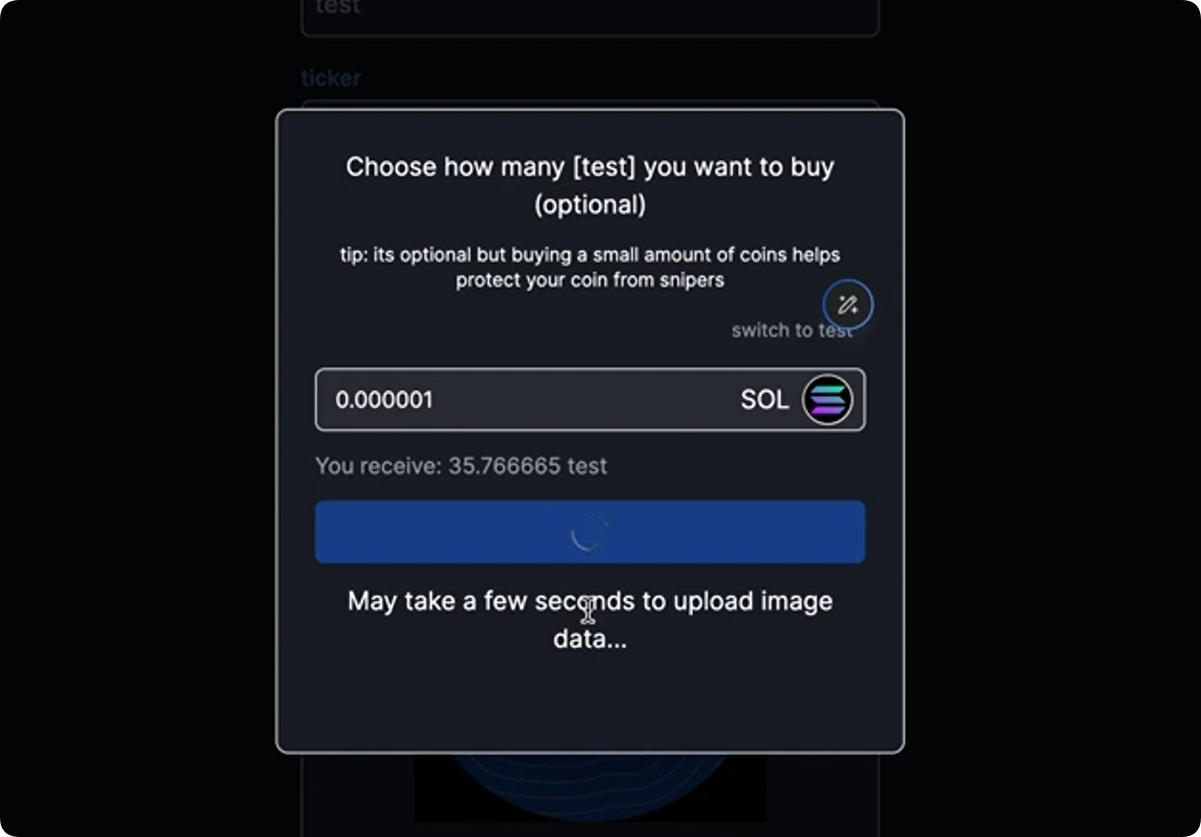 test
ticker
Choose how many [test] you want to buy
(optional)
tip: its optional but buying a small amount of coins helps
protect your coin from snipers
switch to test
0.000001 SOL
You receive: 35.766665 test
May take a few seconds to upload image
data...